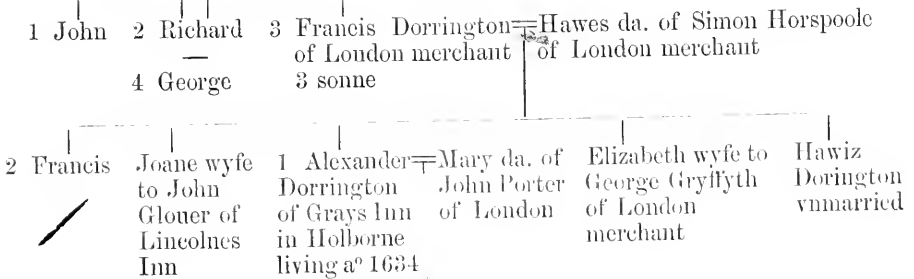 1 John 2 Richard 3 Francis Dorrington Hawes da. of Simon Horspoole
of London merchant of London merchant
4 George 3 sonne
2 Francis Joane wyfe 1 Alexander Mary da. of Elizabeth wyfe to Hawiz
to John Dorrington John Porter George Gryffyth Dorington
Glouer of of Grays Inn of London of London vnmarried
Lincolnes in Holborne merchant
Inn living aº 1634